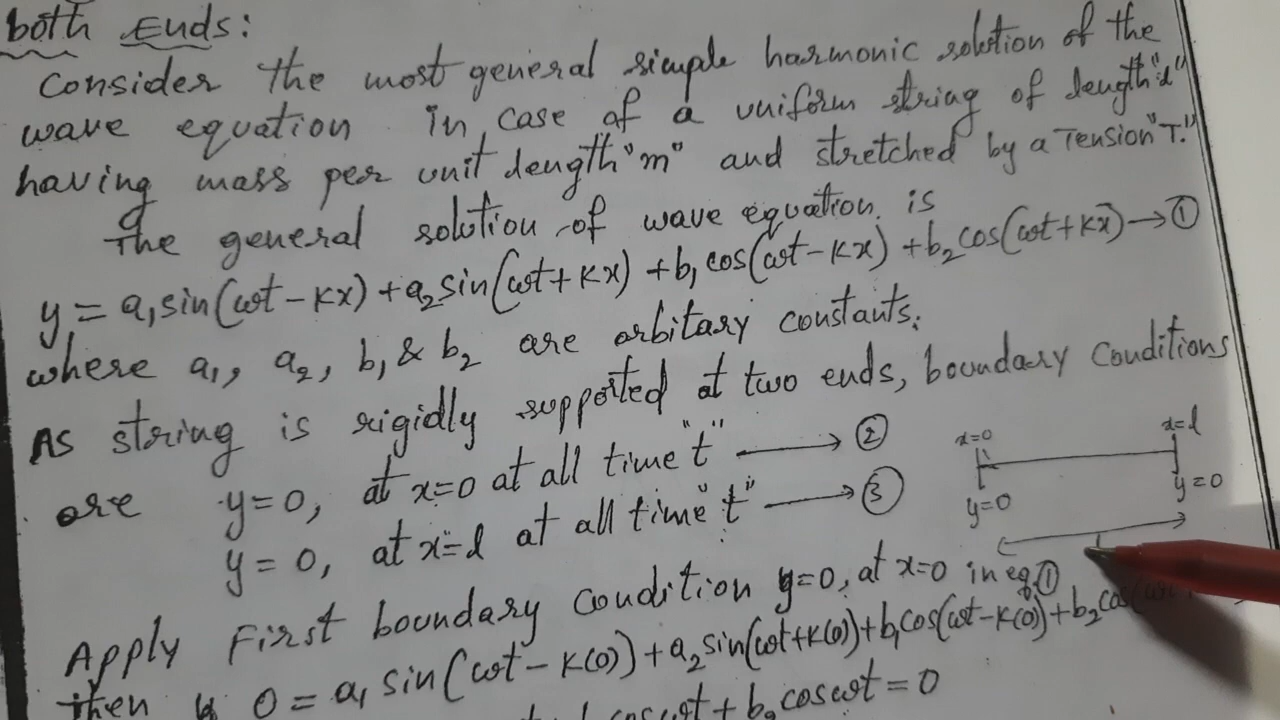 both Ends:
Consider the most general simple harmonic solution of the
wave equation in case of a uniform string of length "l"
having mass per unit length "m" and stretched by a Tension "T."
The general solution of wave equation is
y = a₁ sin(ωt - Kx) + a₂ sin(ωt + Kx) + b₁ cos(ωt - Kx) + b₂ cos(ωt + Kx) → ①
where a₁, a₂, b₁ & b₂ are orbitary constants.
As string is rigidly supported at two ends, boundary conditions
are y = 0, at x=0 at all time "t" → ②
y = 0, at x=l at all time "t" → ③
x=0
x=l
y=0
y=0
Apply First boundary Condition y=0, at x=0 in eq ①
then 0 = a₁ sin(ωt - K(0)) + a₂ sin(ωt + K(0)) + b₁ cos(ωt - K(0)) + b₂ cos(
cosωt + b₂ cosωt = 0